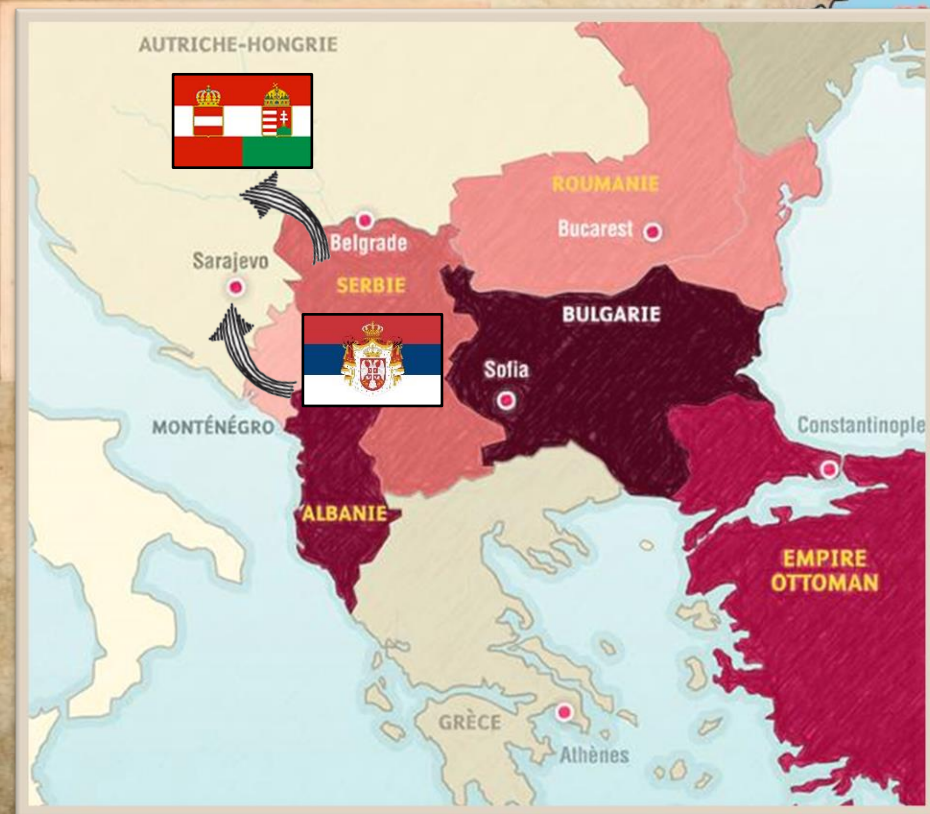 AUTRICHE-HONGRIE
ROUMANIE
Bucarest
Belgrade
Sarajevo
SERBIE
BULGARIE
Sofia
MONTÉNÉGRO
Constantinople
ALBANIE
EMPIRE
OTTOMAN
GRÈCE
Athènes